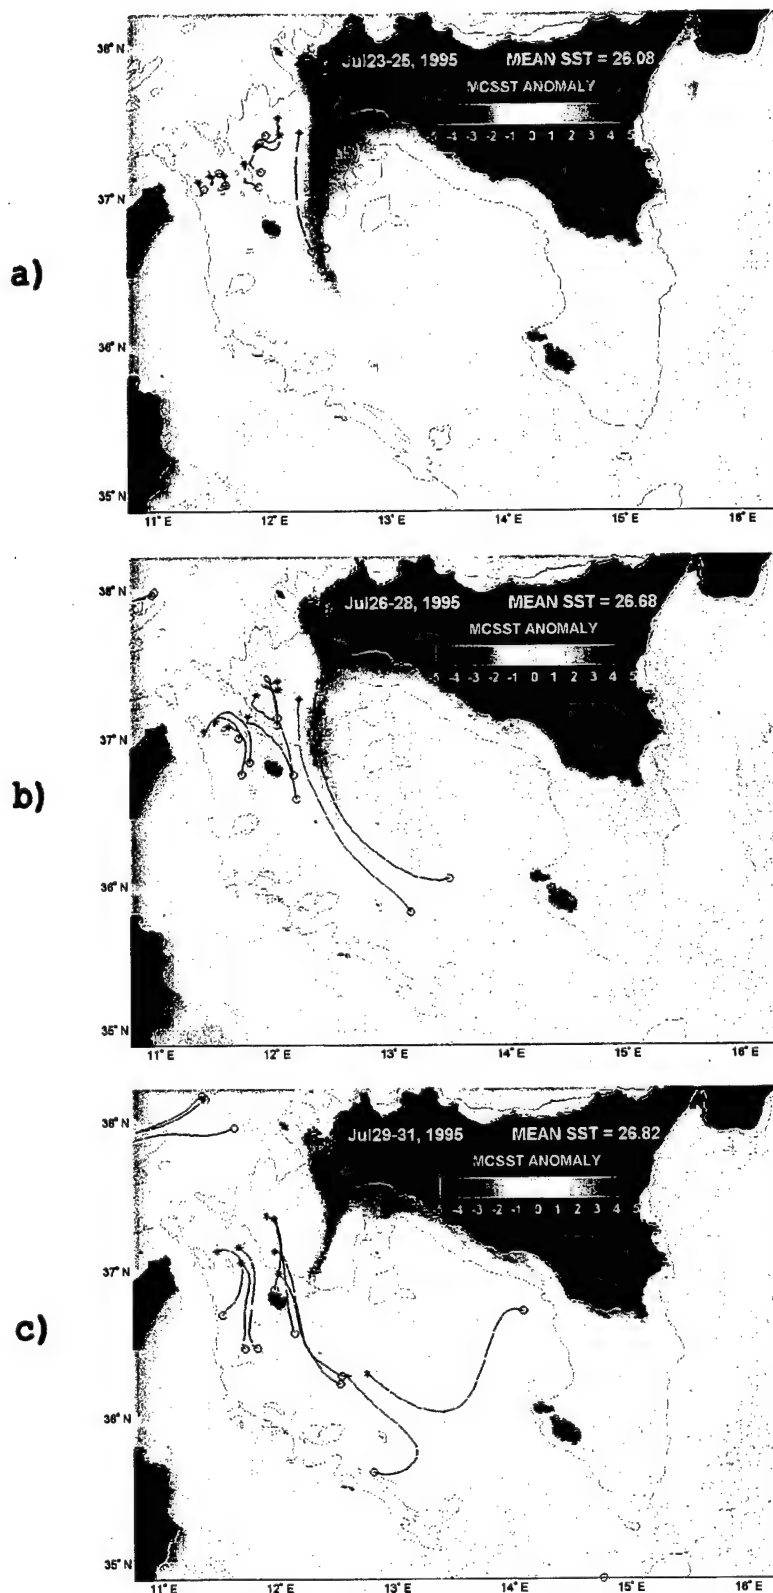 a)
38° N
37° N
36° N
35° N
Jul23-25, 1995 MEAN SST = 26.08
MCSST ANOMALY
-5 -4 -3 -2 -1 0 1 2 3 4 5
11° E 12° E 13° E 14° E 15° E 16° E
b)
38° N
37° N
36° N
35° N
Jul26-28, 1995 MEAN SST = 26.68
MCSST ANOMALY
-5 -4 -3 -2 -1 0 1 2 3 4 5
11° E 12° E 13° E 14° E 15° E 16° E
c)
38° N
37° N
36° N
35° N
Jul29-31, 1995 MEAN SST = 26.82
MCSST ANOMALY
-5 -4 -3 -2 -1 0 1 2 3 4 5
11° E 12° E 13° E 14° E 15° E 16° E